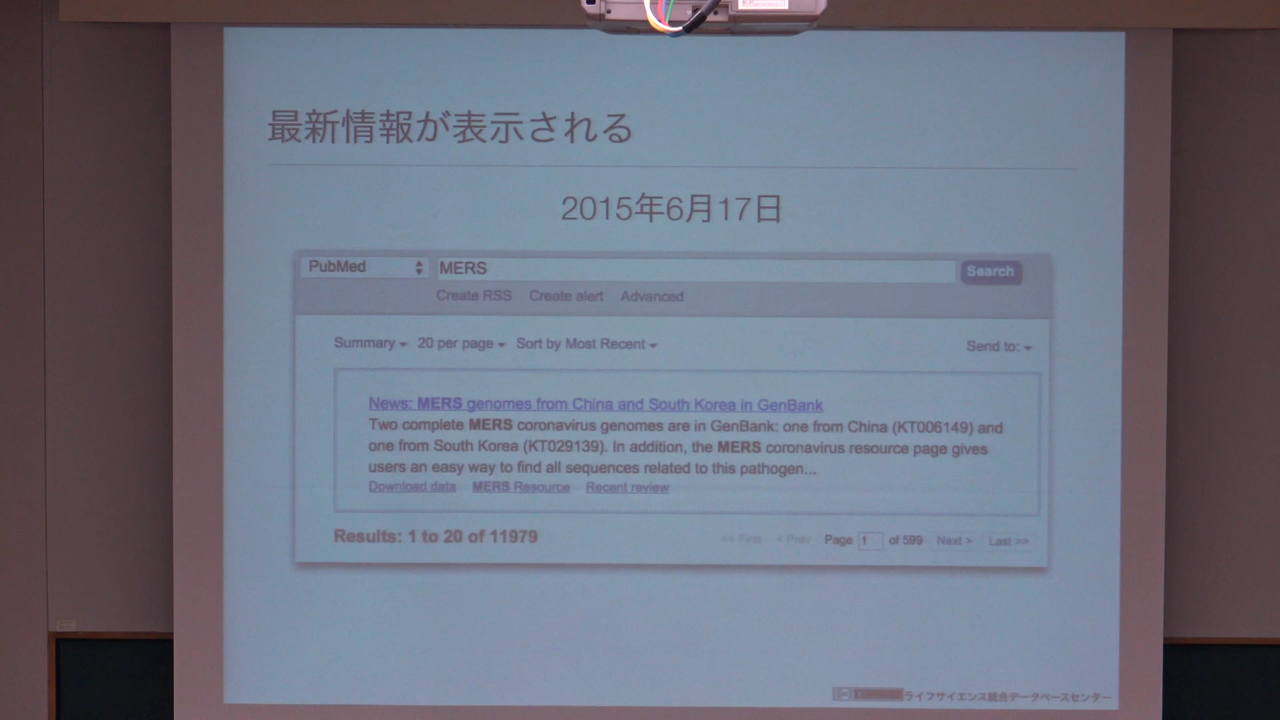 最新情報が表示される
2015年6月17日
PubMed MERS Search
Create RSS Create alert Advanced
Summary 20 per page Sort by Most Recent Send to:
News: MERS genomes from China and South Korea in GenBank
Two complete MERS coronavirus genomes are in GenBank: one from China (KT006149) and
one from South Korea (KT029139). In addition, the MERS coronavirus resource page gives
users an easy way to find all sequences related to this pathogen...
Download data MERS Resource Recent review
Results: 1 to 20 of 11979
<< First < Prev Page 1 of 599 Next > Last >>
ライフサイエンス統合データベースセンター